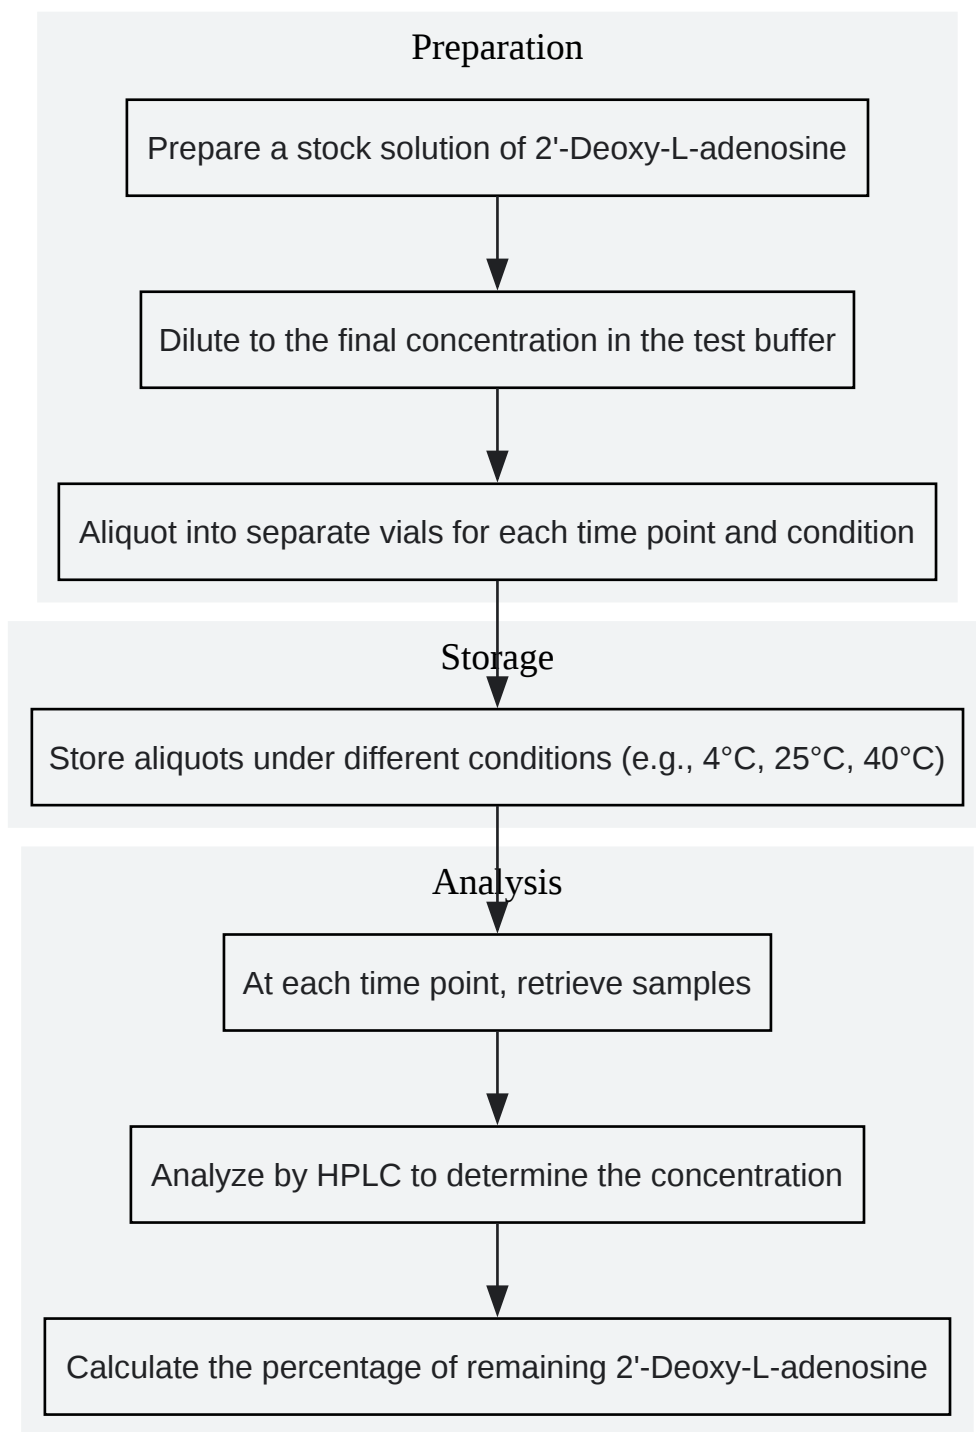 Preparation
Prepare a stock solution of 2'-Deoxy-L-adenosine
Dilute to the final concentration in the test buffer
Aliquot into separate vials for each time point and condition
Storage
Store aliquots under different conditions (e.g., 4°C, 25°C, 40°C)
Analysis
At each time point, retrieve samples
Analyze by HPLC to determine the concentration
Calculate the percentage of remaining 2'-Deoxy-L-adenosine